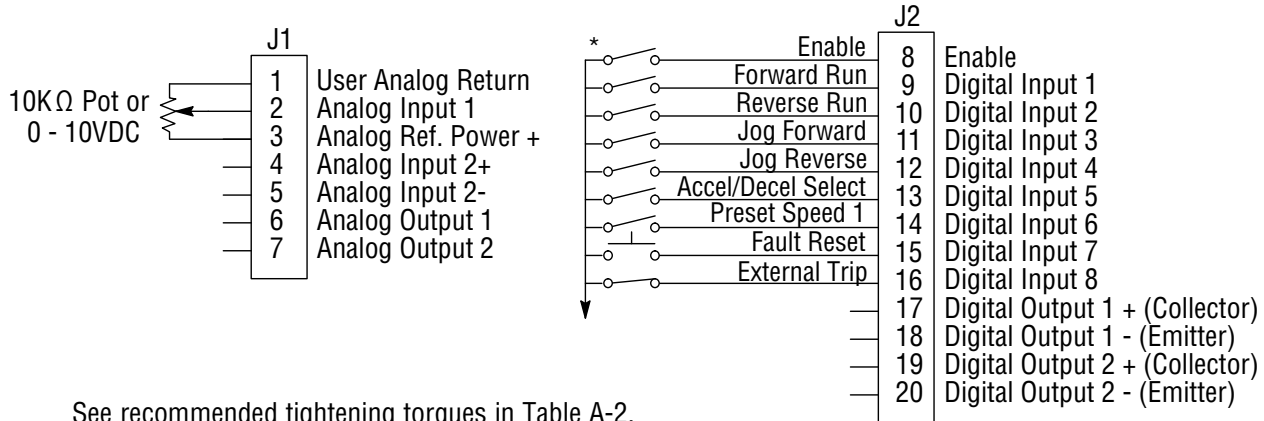 J1
10KΩ Pot or
0 - 10VDC
1 User Analog Return
2 Analog Input 1
3 Analog Ref. Power +
4 Analog Input 2+
5 Analog Input 2-
6 Analog Output 1
7 Analog Output 2
J2
*
Enable 8 Enable
Forward Run 9 Digital Input 1
Reverse Run 10 Digital Input 2
Jog Forward 11 Digital Input 3
Jog Reverse 12 Digital Input 4
Accel/Decel Select 13 Digital Input 5
Preset Speed 1 14 Digital Input 6
Fault Reset 15 Digital Input 7
External Trip 16 Digital Input 8
17 Digital Output 1 + (Collector)
18 Digital Output 1 - (Emitter)
19 Digital Output 2 + (Collector)
20 Digital Output 2 - (Emitter)
See recommended tightening torques in Table A-2.